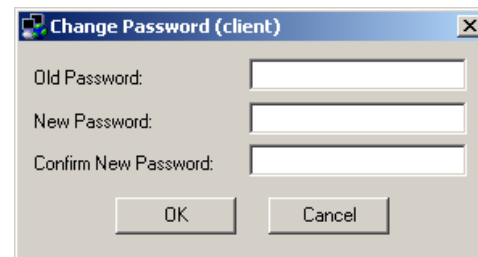 Change Password (client)
Old Password:
New Password:
Confirm New Password:
OK Cancel